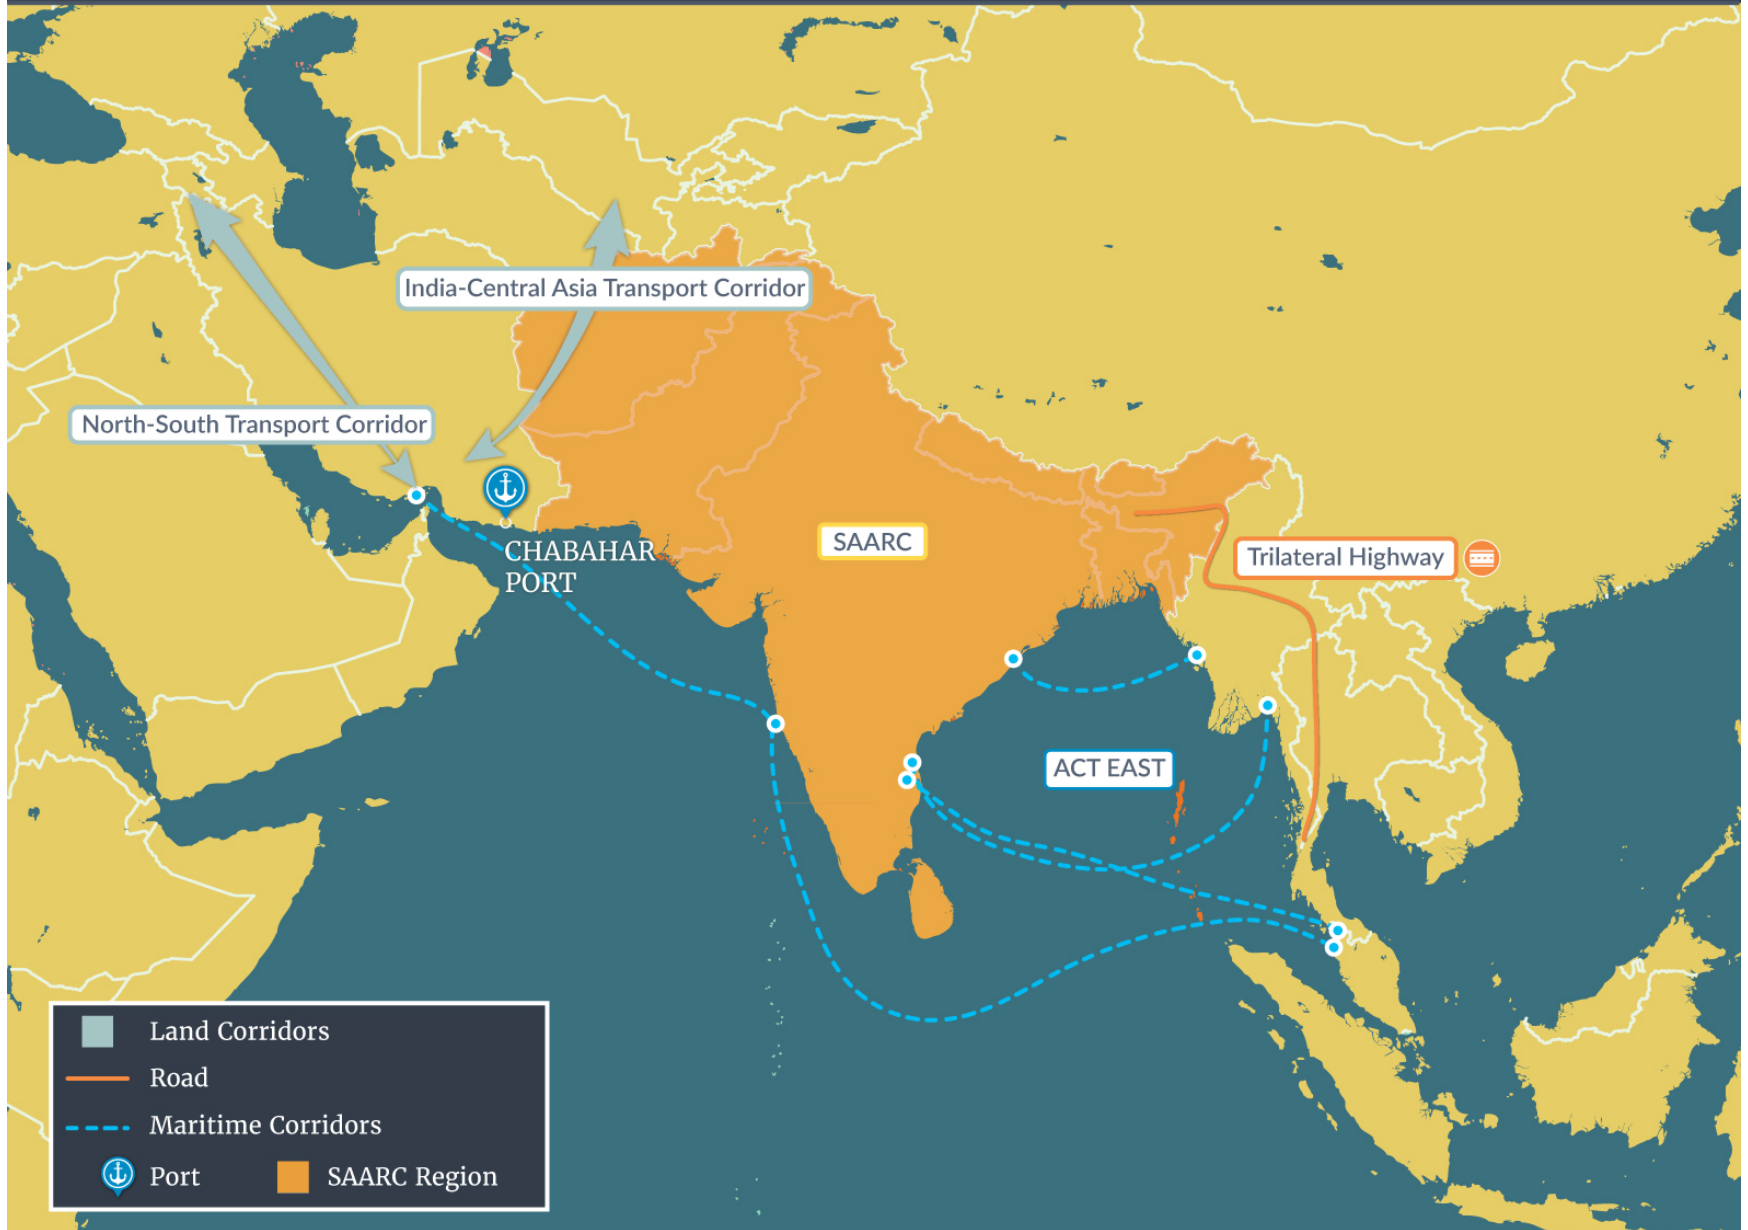 India-Central Asia Transport Corridor
North-South Transport Corridor
CHABAHAR
PORT
SAARC
Trilateral Highway
ACT EAST
Land Corridors
Road
Maritime Corridors
Port
SAARC Region